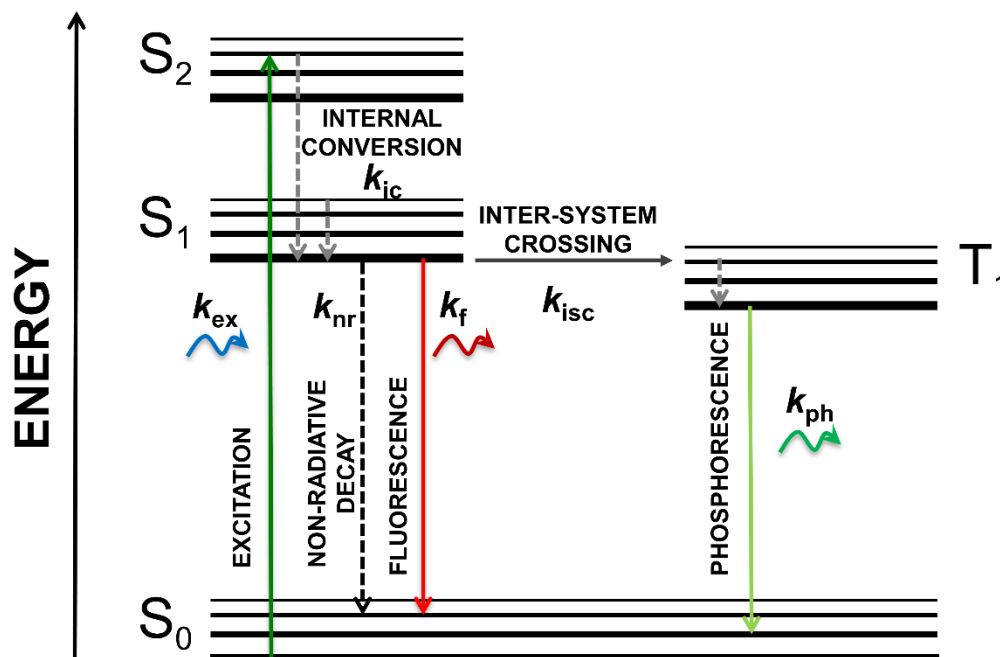 ENERGY
S2
INTERNAL
CONVERSION
kic
S1
INTER-SYSTEM
CROSSING
T1
kex
knr
kf
kisc
kph
EXCITATION
NON-RADIATIVE
DECAY
FLUORESCENCE
PHOSPHORESCENCE
S0